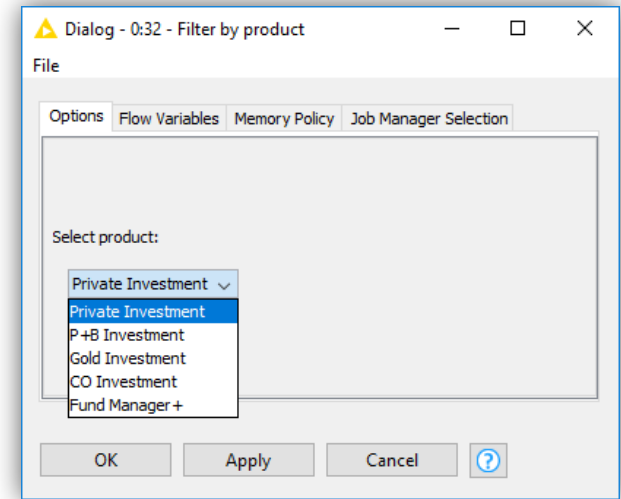 Dialog - 0:32 - Filter by product
File
Options Flow Variables Memory Policy Job Manager Selection
Select product:
Private Investment
Private Investment
P+B Investment
Gold Investment
CO Investment
Fund Manager+
OK Apply Cancel ?